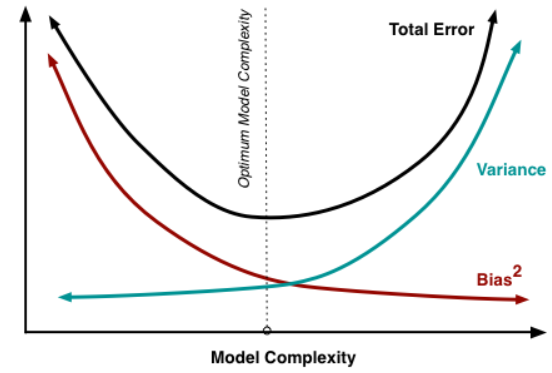 Total Error
Optimum Model Complexity
Variance
Bias²
Model Complexity